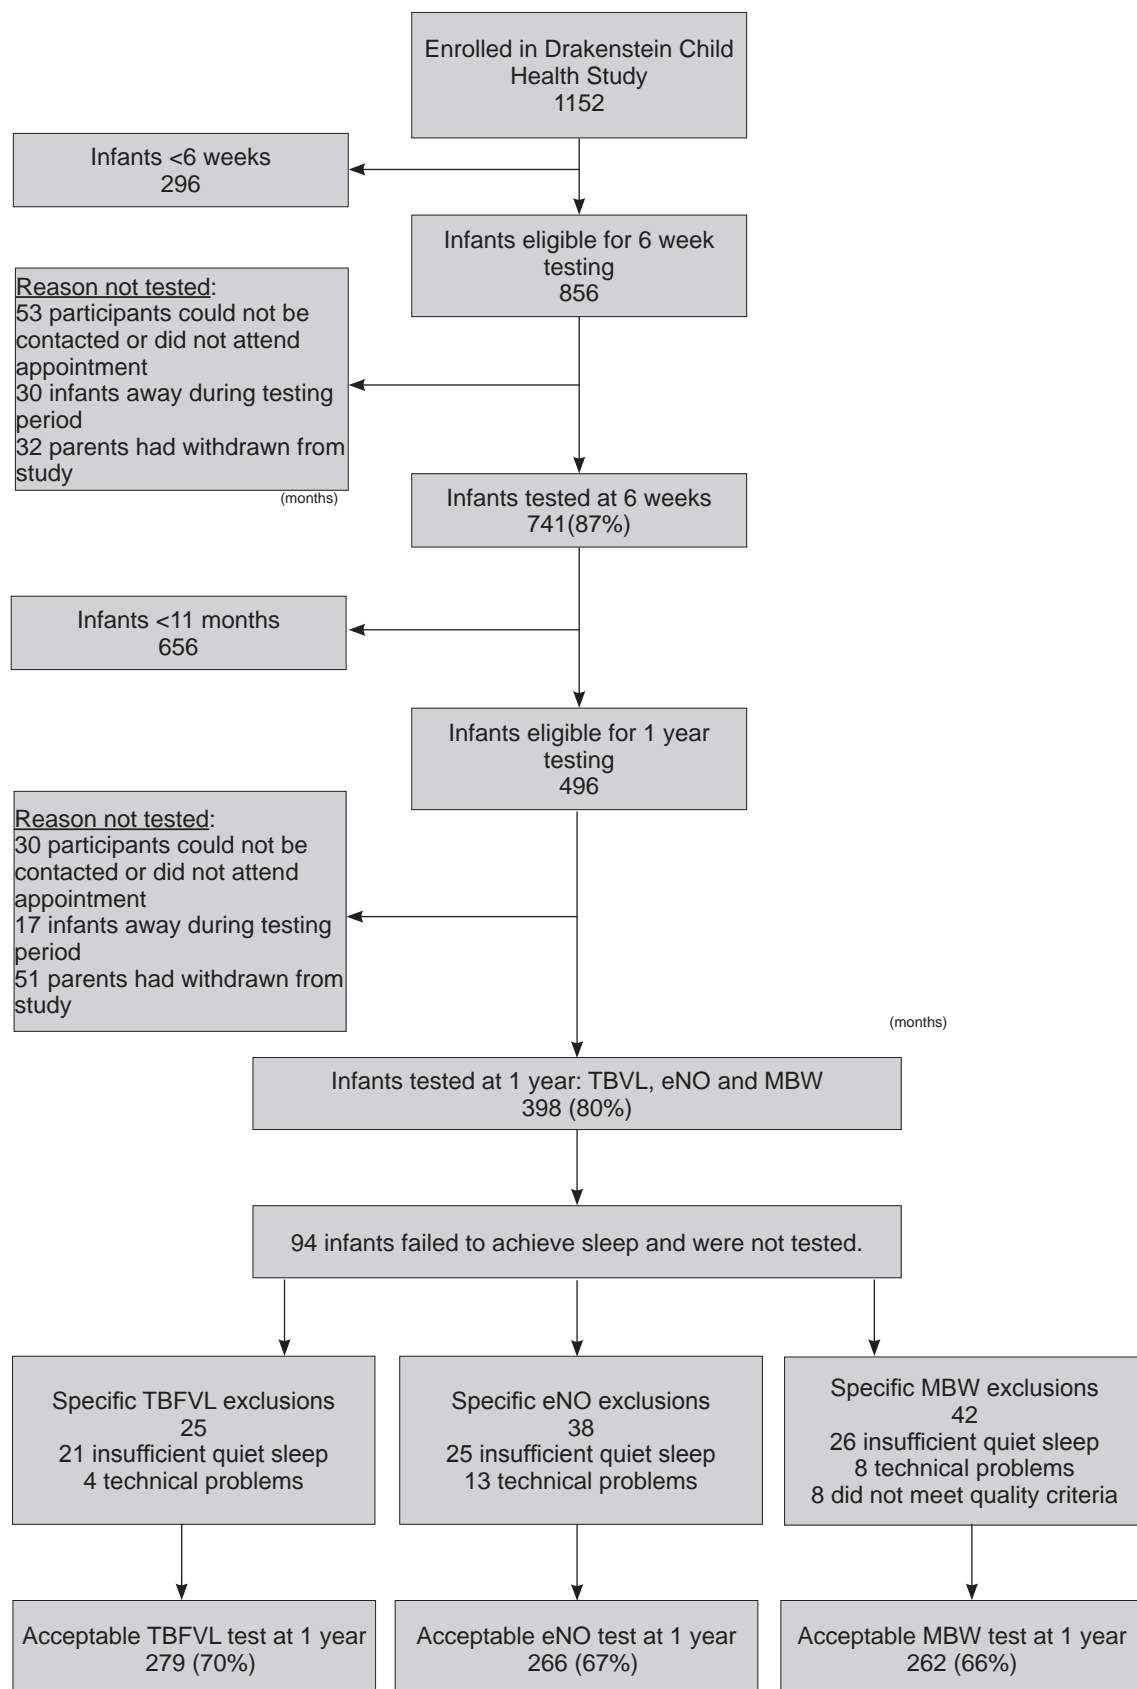 Enrolled in Drakenstein Child
Health Study
1152
Infants <6 weeks
296
Infants eligible for 6 week
testing
856
Reason not tested:
53 participants could not be
contacted or did not attend
appointment
30 infants away during testing
period
32 parents had withdrawn from
study
(months)
Infants tested at 6 weeks
741(87%)
Infants <11 months
656
Infants eligible for 1 year
testing
496
Reason not tested:
30 participants could not be
contacted or did not attend
appointment
17 infants away during testing
period
51 parents had withdrawn from
study
(months)
Infants tested at 1 year: TBVL, eNO and MBW
398 (80%)
94 infants failed to achieve sleep and were not tested.
Specific TBFVL exclusions
25
21 insufficient quiet sleep
4 technical problems
Specific eNO exclusions
38
25 insufficient quiet sleep
13 technical problems
Specific MBW exclusions
42
26 insufficient quiet sleep
8 technical problems
8 did not meet quality criteria
Acceptable TBFVL test at 1 year
279 (70%)
Acceptable eNO test at 1 year
266 (67%)
Acceptable MBW test at 1 year
262 (66%)